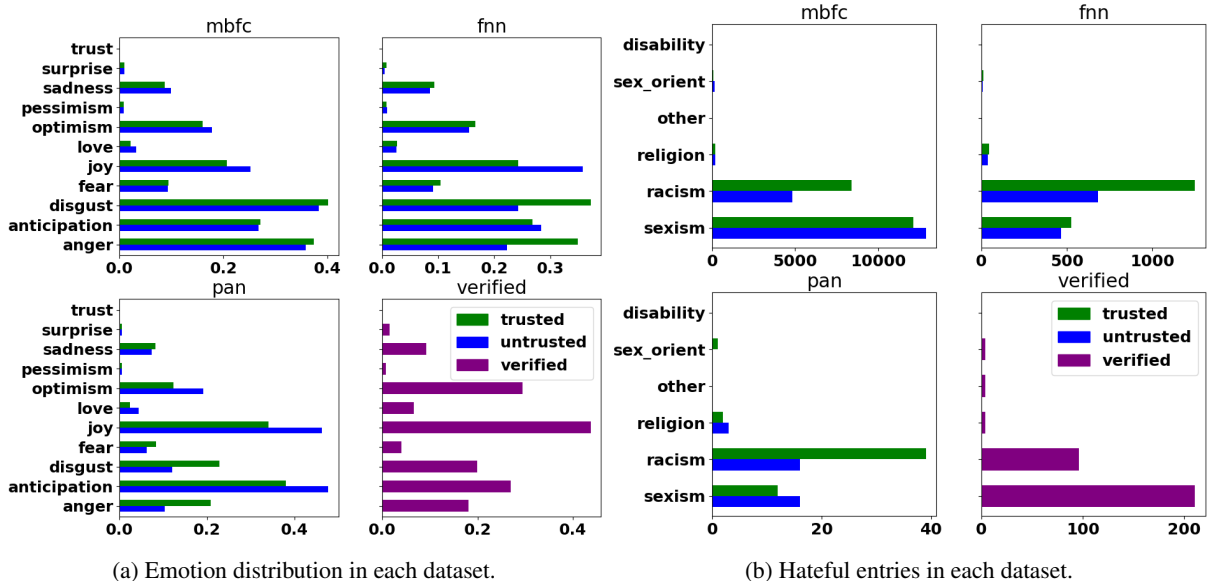 mbfc
fnn
trust
surprise
sadness
pessimism
optimism
love
joy
fear
disgust
anticipation
anger
0.0 0.2 0.4
0.0 0.1 0.2 0.3
pan
verified
trust
surprise
sadness
pessimism
optimism
love
joy
fear
disgust
anticipation
anger
trusted
untrusted
verified
0.0 0.2 0.4
0.0 0.2 0.4
(a) Emotion distribution in each dataset.
mbfc
fnn
disability
sex_orient
other
religion
racism
sexism
0 5000 10000
0 500 1000
pan
verified
disability
sex_orient
other
religion
racism
sexism
trusted
untrusted
verified
0 20 40
0 100 200
(b) Hateful entries in each dataset.